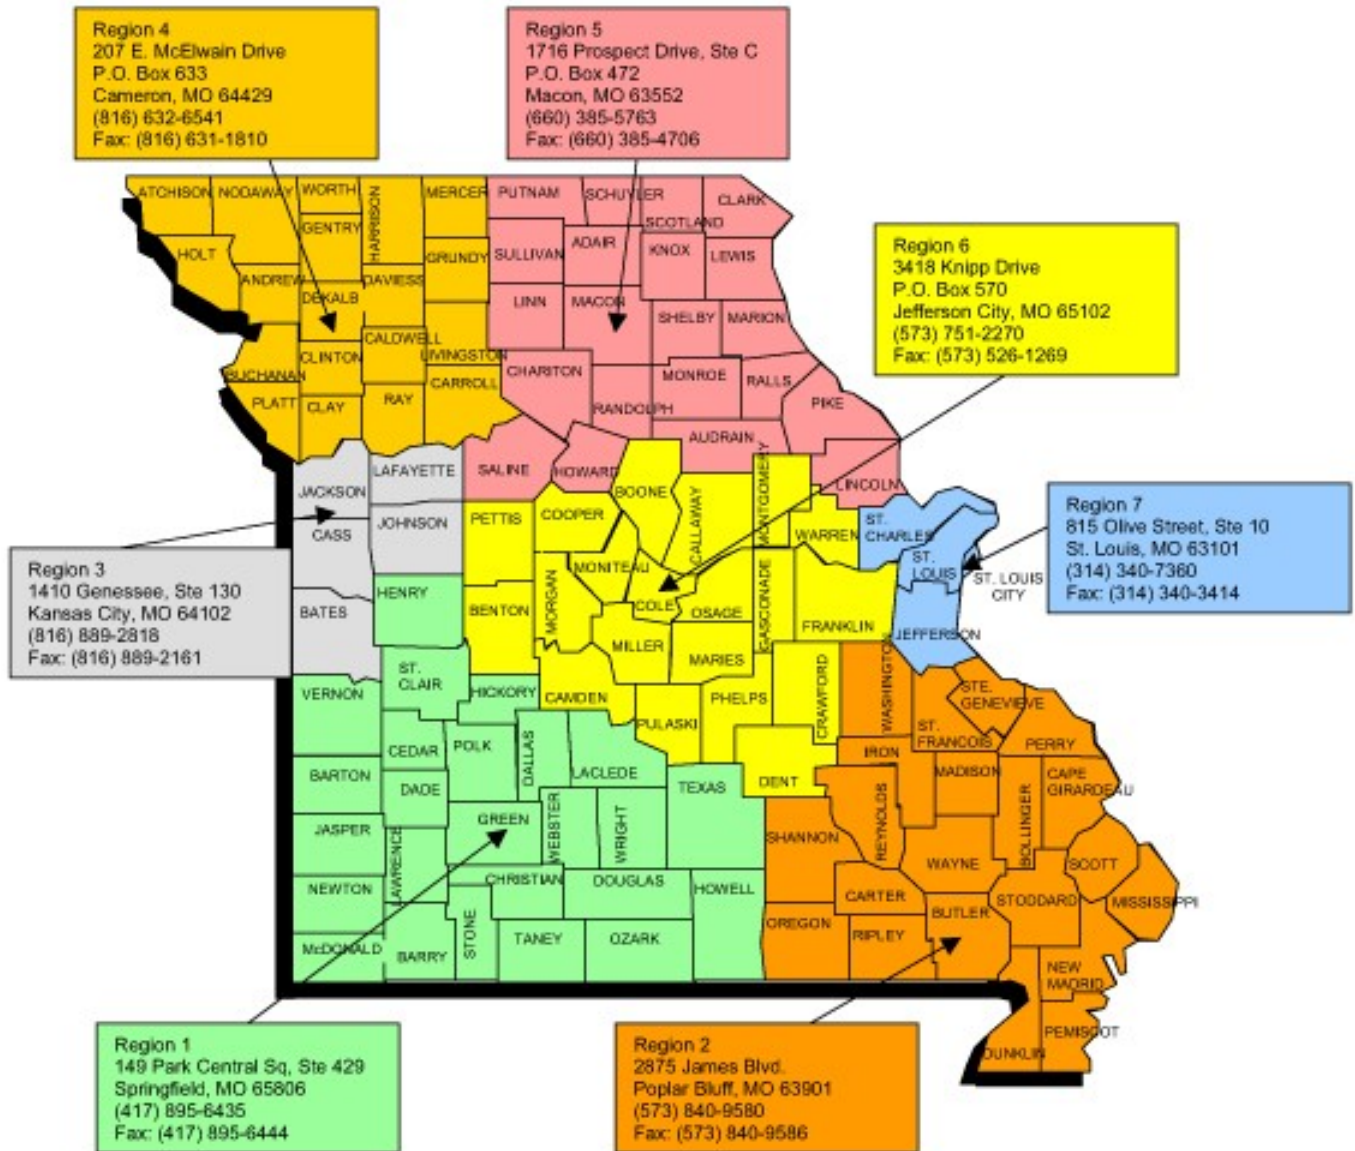 Region 4
207 E. McElwain Drive
P.O. Box 633
Cameron, MO 64429
(816) 632-6541
Fax: (816) 631-1810
Region 5
1716 Prospect Drive, Ste C
P.O. Box 472
Macon, MO 63552
(660) 385-5763
Fax: (660) 385-4706
Region 6
3418 Knipp Drive
P.O. Box 570
Jefferson City, MO 65102
(573) 751-2270
Fax: (573) 526-1269
Region 7
815 Olive Street, Ste 10
St. Louis, MO 63101
(314) 340-7360
Fax: (314) 340-3414
Region 3
1410 Genessee, Ste 130
Kansas City, MO 64102
(816) 889-2818
Fax: (816) 889-2161
Region 1
149 Park Central Sq, Ste 429
Springfield, MO 65806
(417) 895-6435
Fax: (417) 895-6444
Region 2
2875 James Blvd.
Poplar Bluff, MO 63901
(573) 840-9580
Fax: (573) 840-9586
ATCHISON
NODAWAY
WORTH
HARRISON
MERCER
GENTRY
HOLT
ANDREW
DEKALB
DAVIESS
GRUNDY
BUCHANAN
CLINTON
CALDWELL
LIVINGSTON
PLATT
CLAY
RAY
CARROLL
PUTNAM
SCHUYLER
SCOTLAND
CLARK
SULLIVAN
ADAIR
KNOX
LEWIS
LINN
MACON
SHELBY
MARION
CHARITON
RANDOLPH
MONROE
RALLS
PIKE
AUDRAIN
SALINE
HOWARD
LINCOLN
JACKSON
LAFAYETTE
CASS
JOHNSON
BATES
PETTIS
COOPER
BOONE
CALLAWAY
MONTGOMERY
WARREN
MONITEAU
COLE
OSAGE
GASCONADE
FRANKLIN
BENTON
MORGAN
MILLER
MARIES
CAMDEN
PULASKI
PHELPS
CRAWFORD
DENT
ST.
CHARLES
ST.
LOUIS
ST. LOUIS
CITY
JEFFERSON
HENRY
ST.
CLAIR
VERNON
HICKORY
CEDAR
POLK
DALLAS
LACLEDE
TEXAS
BARTON
DADE
GREEN
WEBSTER
WRIGHT
JASPER
LAWRENCE
CHRISTIAN
DOUGLAS
HOWELL
NEWTON
STONE
TANEY
OZARK
McDONALD
BARRY
WASHINGTON
STE.
GENEVIEVE
ST.
FRANCOIS
PERRY
IRON
MADISON
BOLLINGER
CAPE
GIRARDEAU
SHANNON
REYNOLDS
WAYNE
SCOTT
CARTER
BUTLER
STODDARD
MISSISSIPPI
OREGON
RIPLEY
NEW
MADRID
PEMISCOT
DUNKLIN